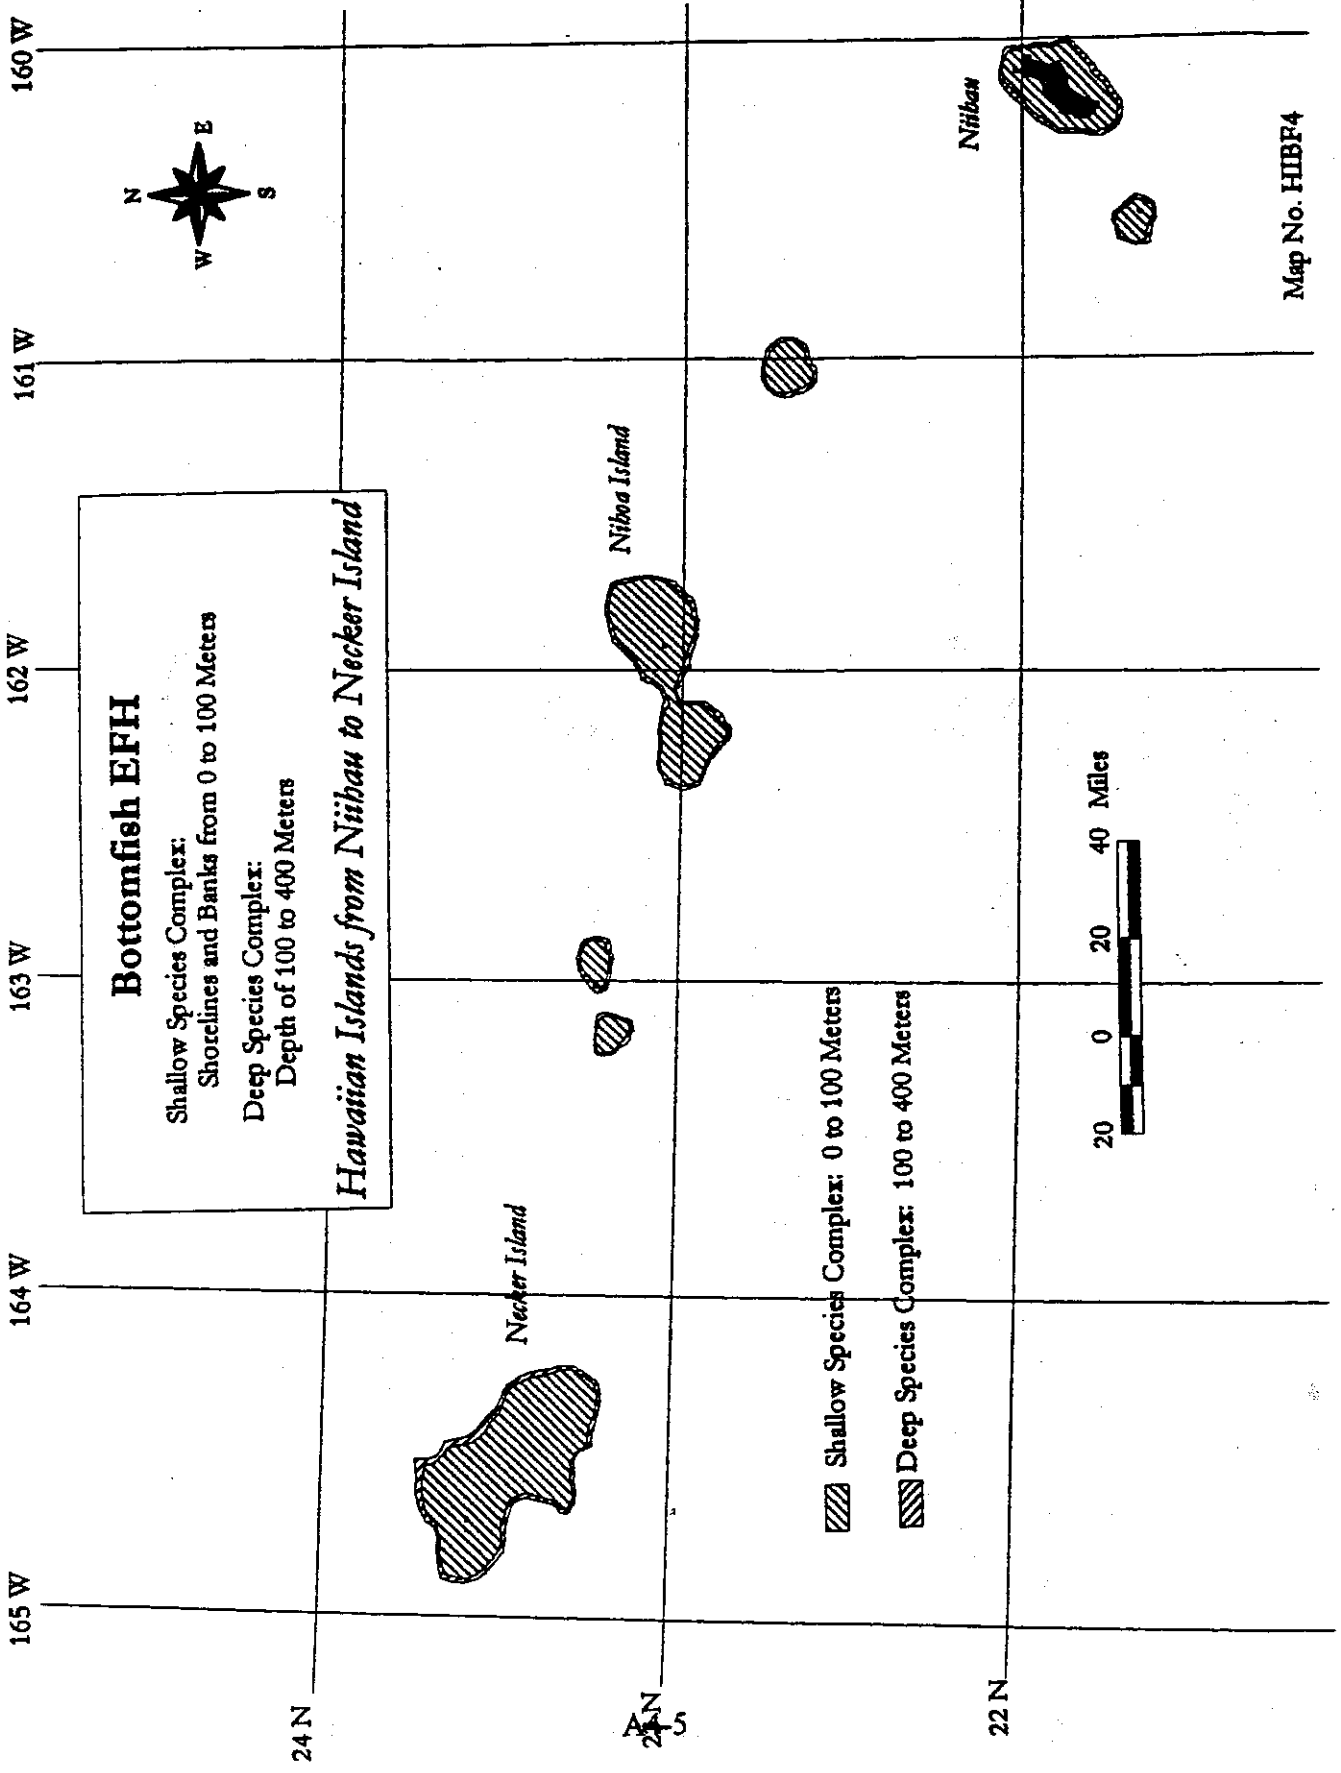 165 W
164 W
163 W
162 W
161 W
160 W
Bottomfish EFH
Shallow Species Complex:
Shorelines and Banks from 0 to 100 Meters
Deep Species Complex:
Depth of 100 to 400 Meters
Hawaiian Islands from Niihau to Necker Island
N
W
E
S
24 N
Necker Island
Nihoa Island
23 N
Shallow Species Complex: 0 to 100 Meters
Deep Species Complex: 100 to 400 Meters
Niihau
22 N
20 0 20 40 Miles
Map No. HIBF4